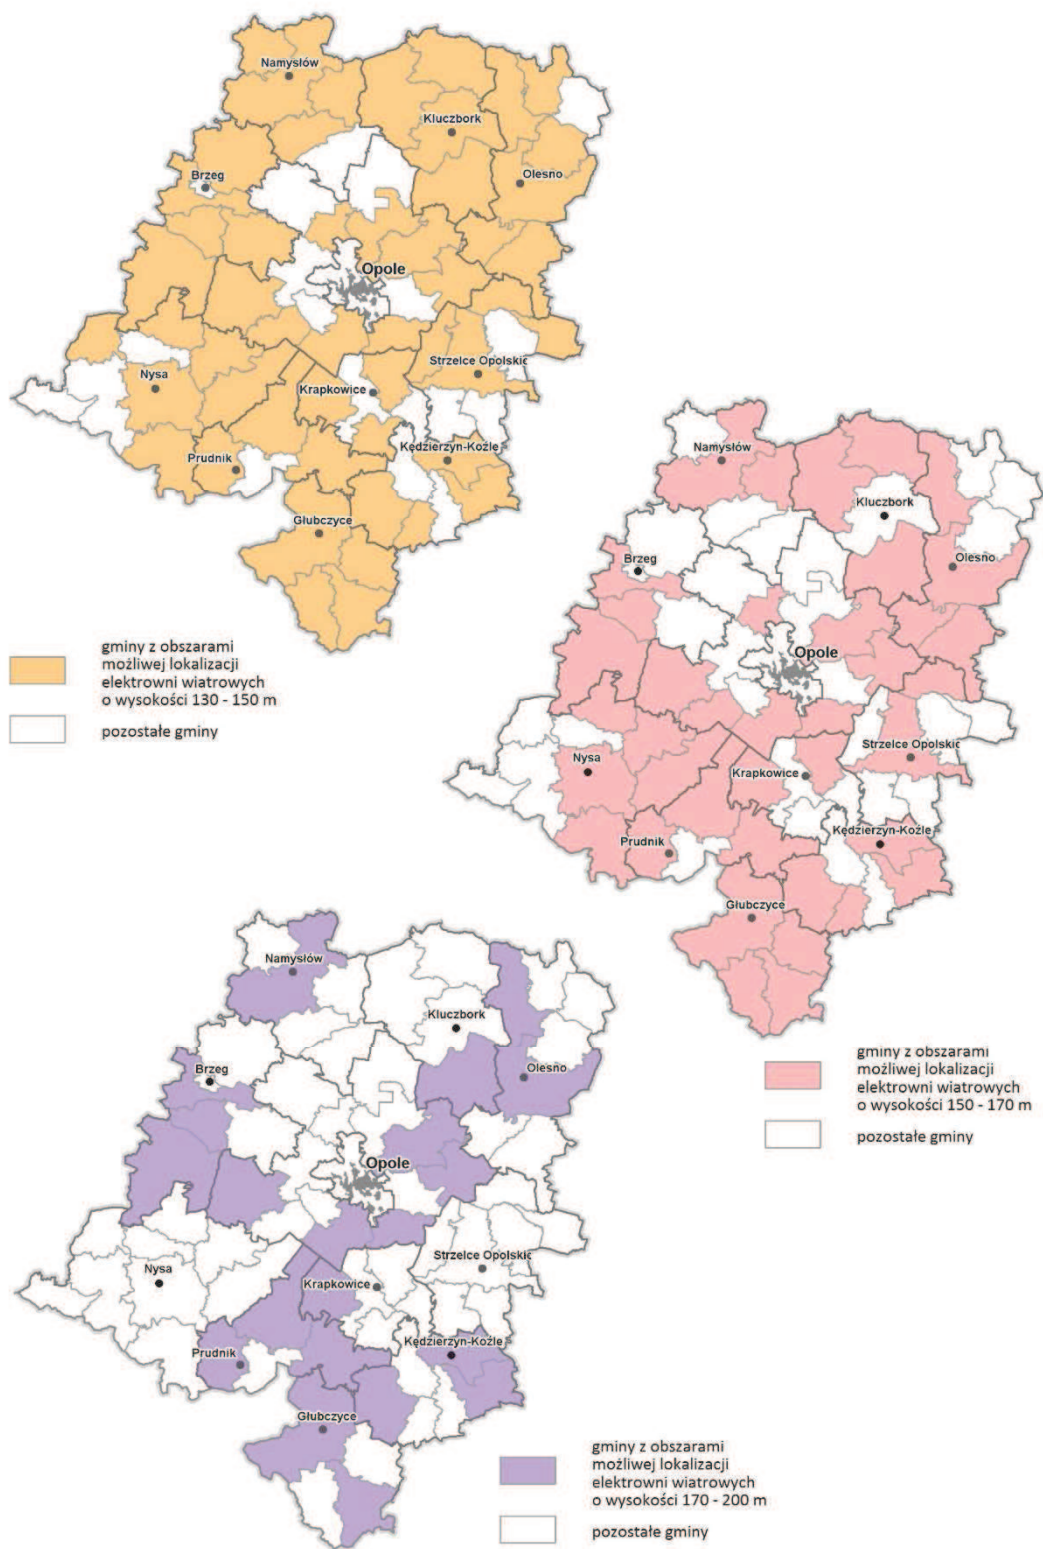 Namysłów
Kluczbork
Olesno
Brzeg
Opole
Strzelce Opolskie
Nysa
Krapkowice
Kędzierzyn-Koźle
Prudnik
Głubczyce
gminy z obszarami
możliwej lokalizacji
elektrowni wiatrowych
o wysokości 130 - 150 m
pozostałe gminy
Namysłów
Kluczbork
Olesno
Brzeg
Opole
Strzelce Opolskie
Nysa
Krapkowice
Kędzierzyn-Koźle
Prudnik
Głubczyce
gminy z obszarami
możliwej lokalizacji
elektrowni wiatrowych
o wysokości 150 - 170 m
pozostałe gminy
Namysłów
Kluczbork
Olesno
Brzeg
Opole
Strzelce Opolskie
Nysa
Krapkowice
Kędzierzyn-Koźle
Prudnik
Głubczyce
gminy z obszarami
możliwej lokalizacji
elektrowni wiatrowych
o wysokości 170 - 200 m
pozostałe gminy